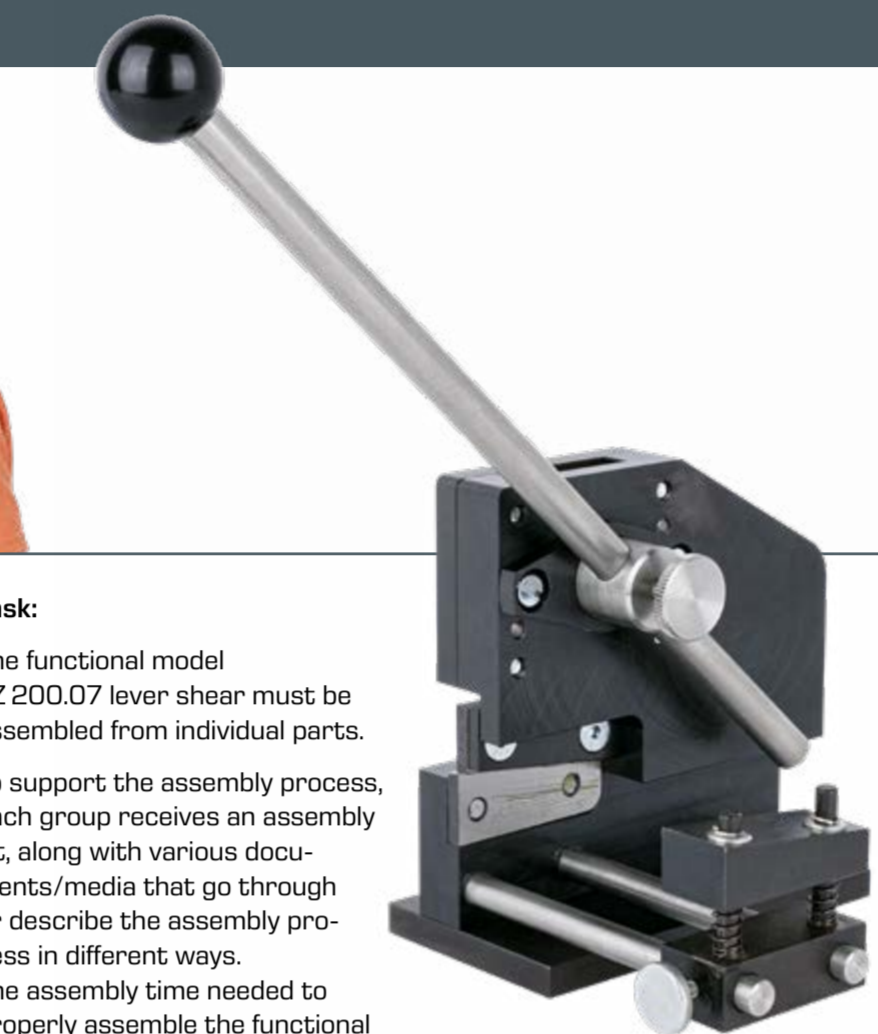 ask:
he functional model
Z 200.07 lever shear must be
ssembled from individual parts.
o support the assembly process,
ach group receives an assembly
t, along with various docu-
ents/media that go through
r describe the assembly pro-
ess in different ways.
he assembly time needed to
roperly assemble the functional